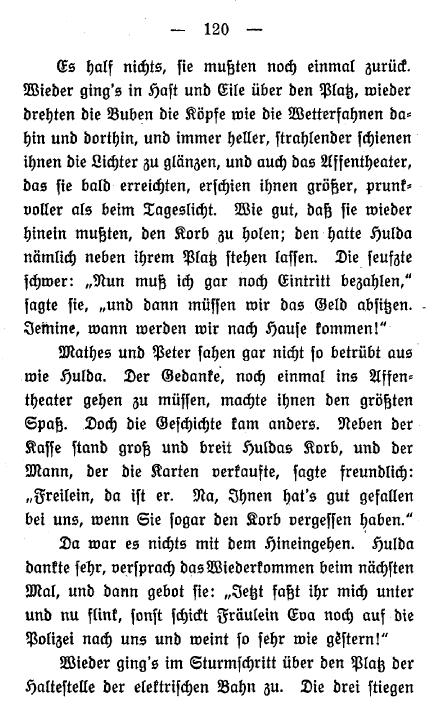 — 120 —
Es half nichts, sie mußten noch einmal zurück.
Wieder ging's in Hast und Eile über den Platz, wieder
drehten die Buben die Köpfe wie die Wetterfahnen da-
hin und dorthin, und immer heller, strahlender schienen
ihnen die Lichter zu glänzen, und auch das Affentheater,
das sie bald erreichten, erschien ihnen größer, prunk-
voller als beim Tageslicht. Wie gut, daß sie wieder
hinein mußten, den Korb zu holen; den hatte Hulda
nämlich neben ihrem Platz stehen lassen. Die seufzte
schwer: „Nun muß ich gar noch Eintritt bezahlen,“
sagte sie, „und dann müssen wir das Geld absitzen.
Jemine, wann werden wir nach Hause kommen!“
Mathes und Peter sahen gar nicht so betrübt aus
wie Hulda. Der Gedanke, noch einmal ins Affen-
theater gehen zu müssen, machte ihnen den größten
Spaß. Doch die Geschichte kam anders. Neben der
Kasse stand groß und breit Huldas Korb, und der
Mann, der die Karten verkaufte, sagte freundlich:
„Freilein, da ist er. Na, Ihnen hat's gut gefallen
bei uns, wenn Sie sogar den Korb vergessen haben.“
Da war es nichts mit dem Hineingehen. Hulda
dankte sehr, versprach das Wiederkommen beim nächsten
Mal, und dann gebot sie: „Jetzt faßt ihr mich unter
und nu flink, sonst schickt Fräulein Eva noch auf die
Polizei nach uns und weint so sehr wie gestern!“
Wieder ging's im Sturmschritt über den Platz der
Haltestelle der elektrischen Bahn zu. Die drei stiegen